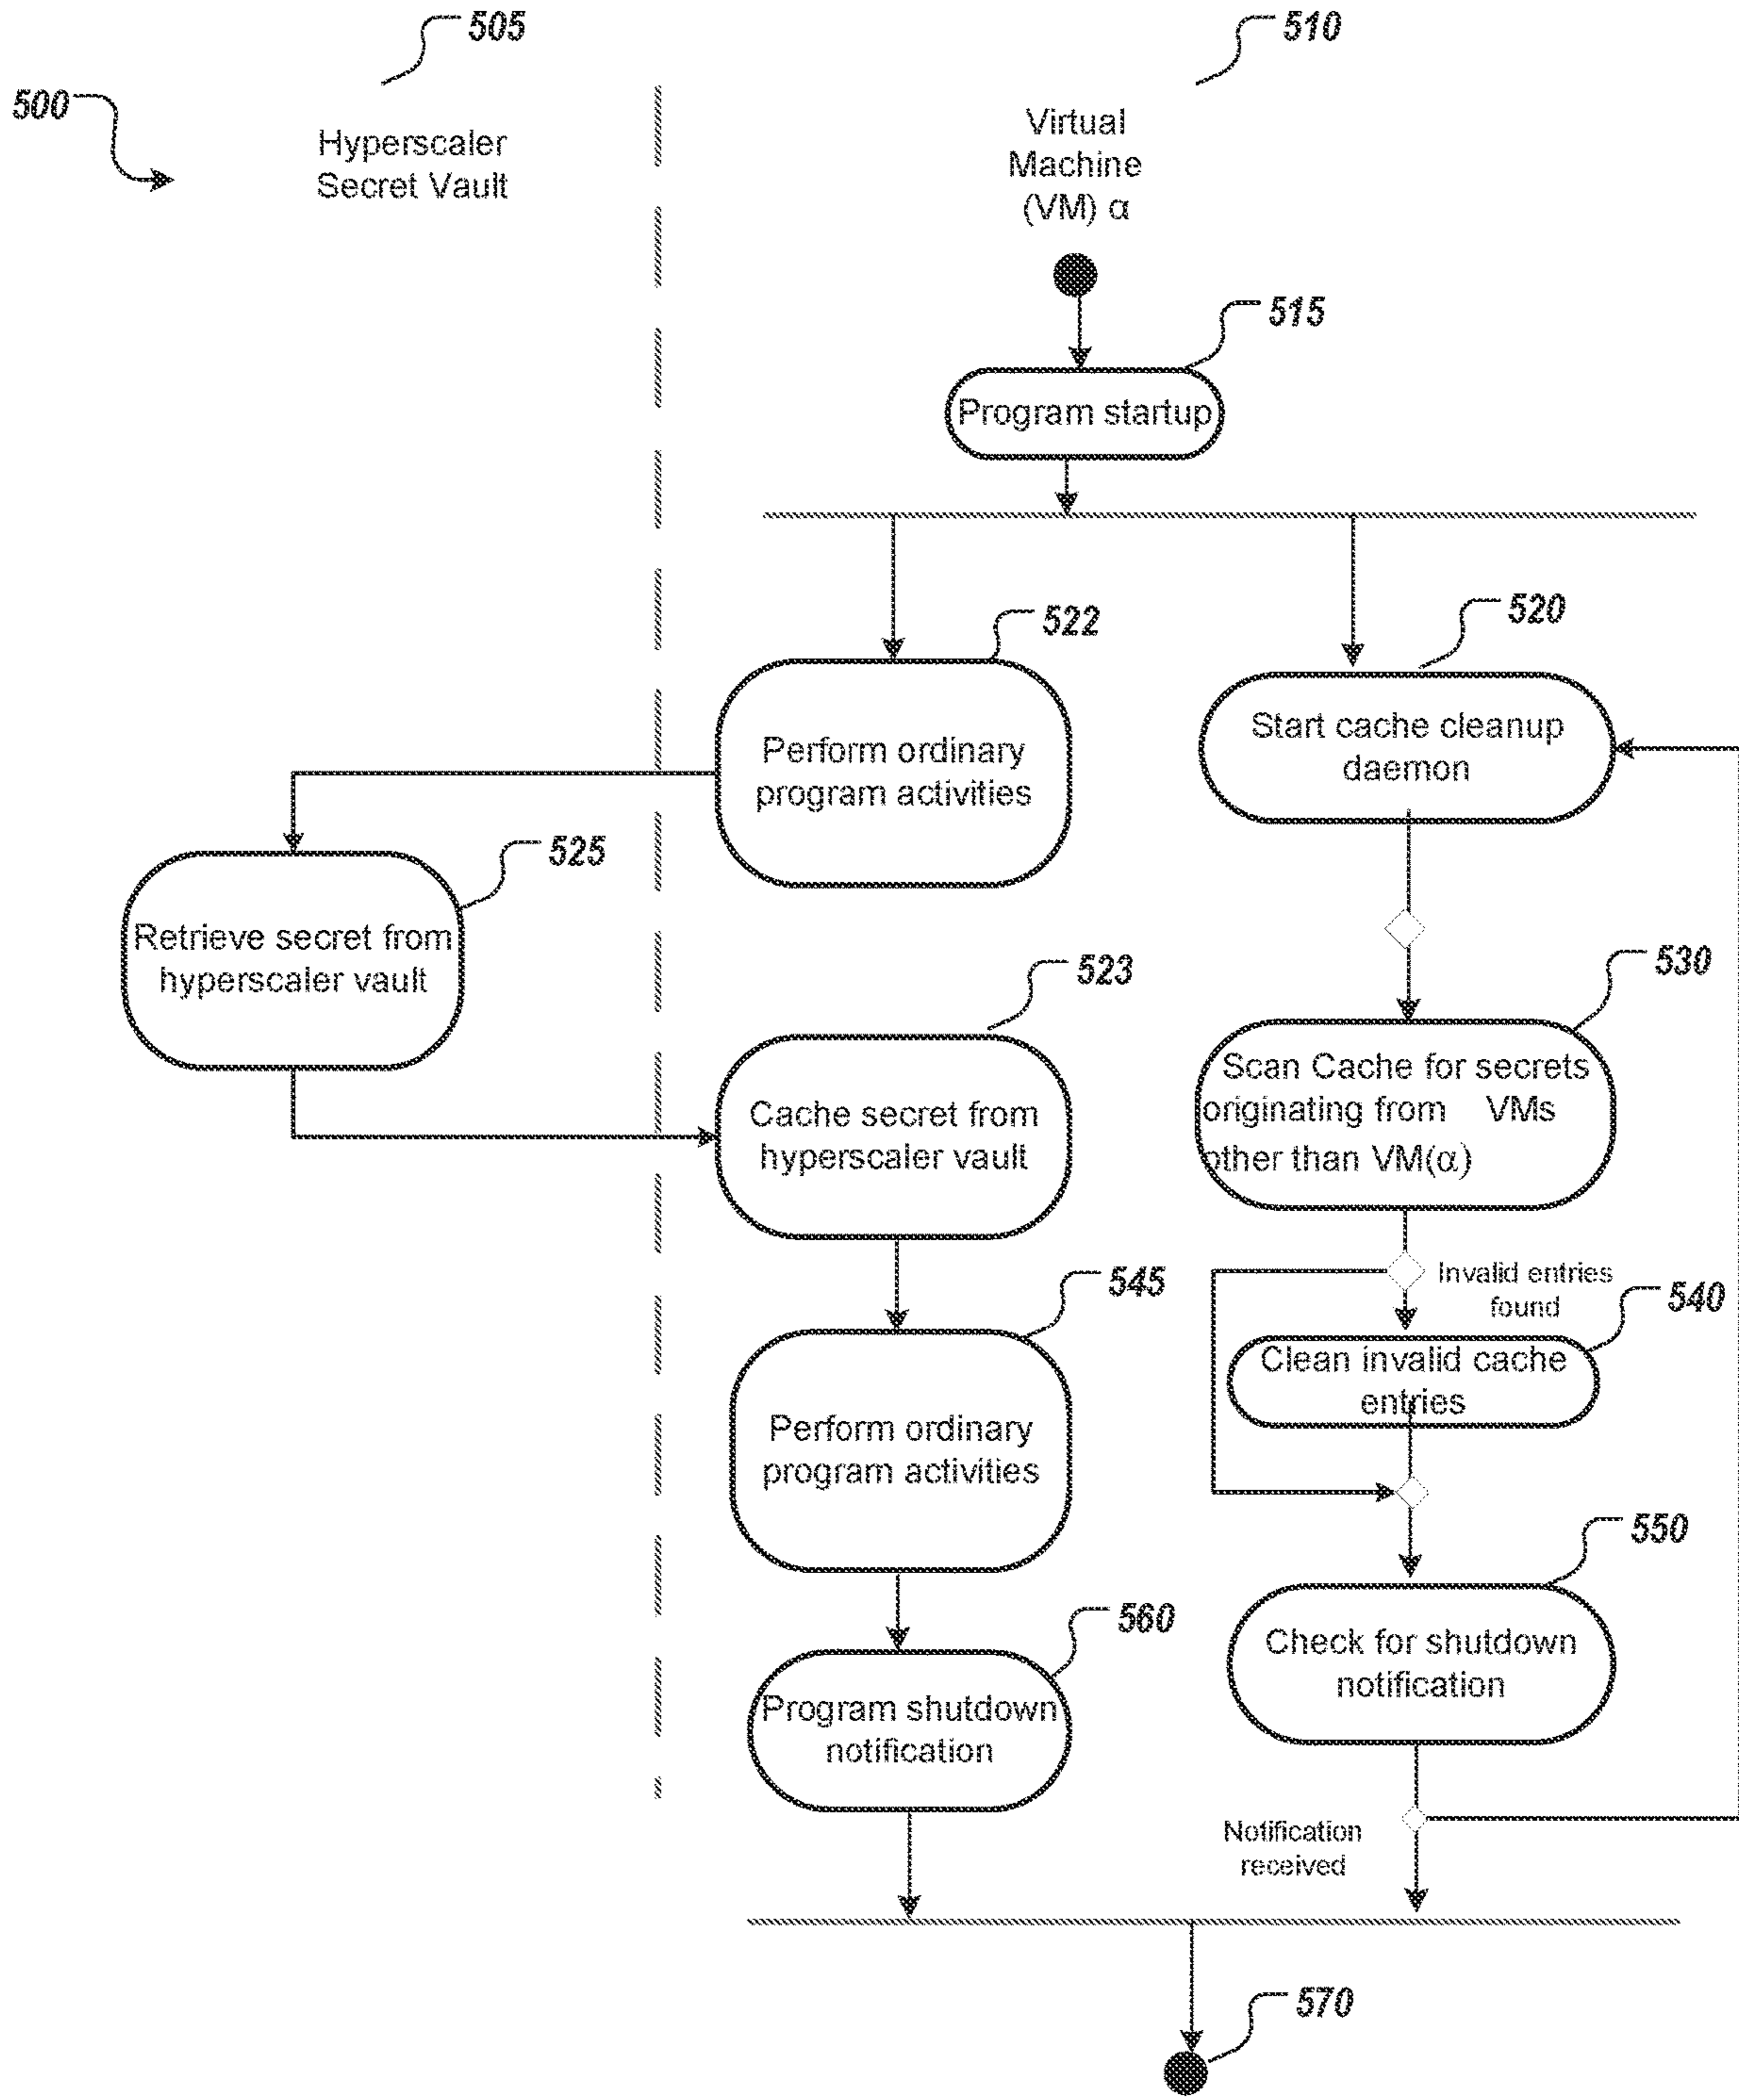 505
510
500
Hyperscaler
Secret Vault
Virtual
Machine
(VM) α
515
Program startup
522
520
Perform ordinary
program activities
Start cache cleanup
daemon
525
Retrieve secret from
hyperscaler vault
523
530
Cache secret from
hyperscaler vault
Scan Cache for secrets
originating from VMs
other than VM(α)
545
Invalid entries
found
540
Clean invalid cache
entries
Perform ordinary
program activities
550
560
Check for shutdown
notification
Program shutdown
notification
Notification
received
570